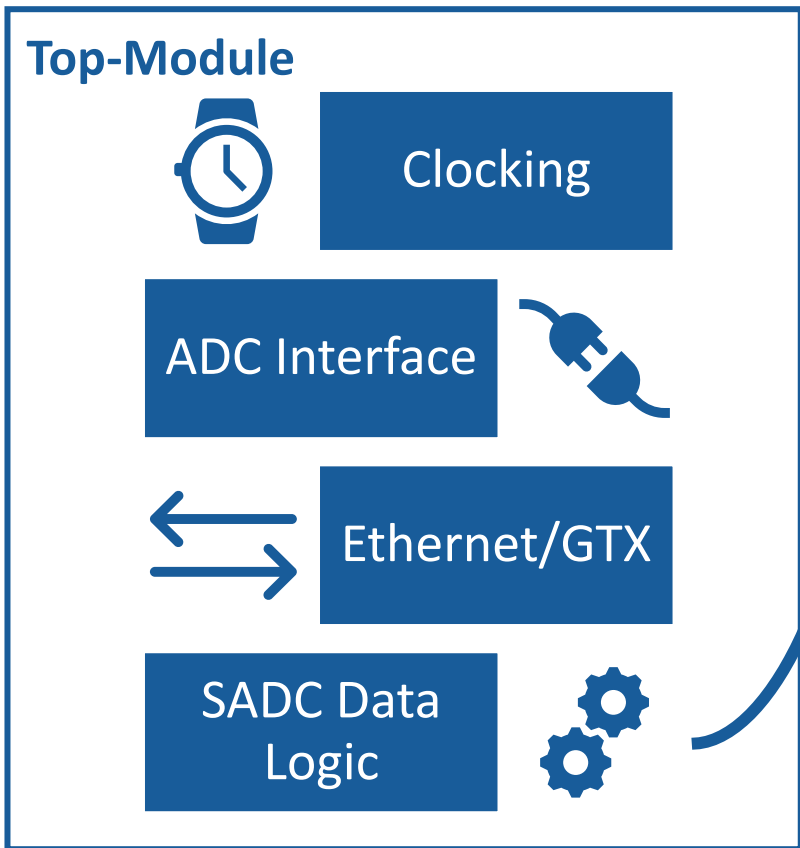 Top-Module
Clocking
ADC Interface
Ethernet/GTX
SADC Data
Logic